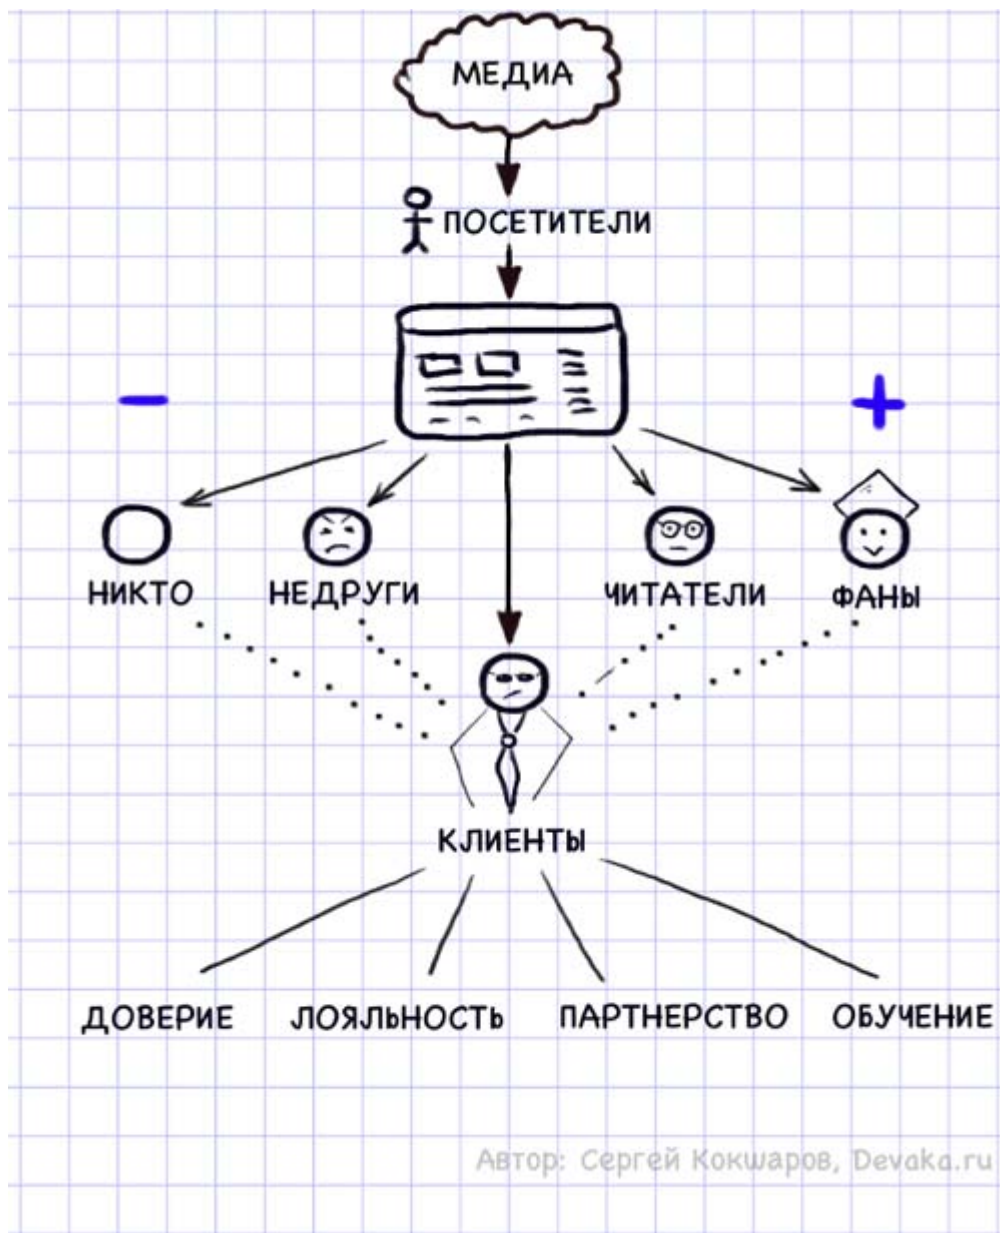 МЕДИА
ПОСЕТИТЕЛИ
НИКТО
НЕДРУГИ
ЧИТАТЕЛИ
ФАНЫ
КЛИЕНТЫ
ДОВЕРИЕ
ЛОЯЛЬНОСТЬ
ПАРТНЕРСТВО
ОБУЧЕНИЕ
Автор: Сергей Кокшаров, Devaka.ru